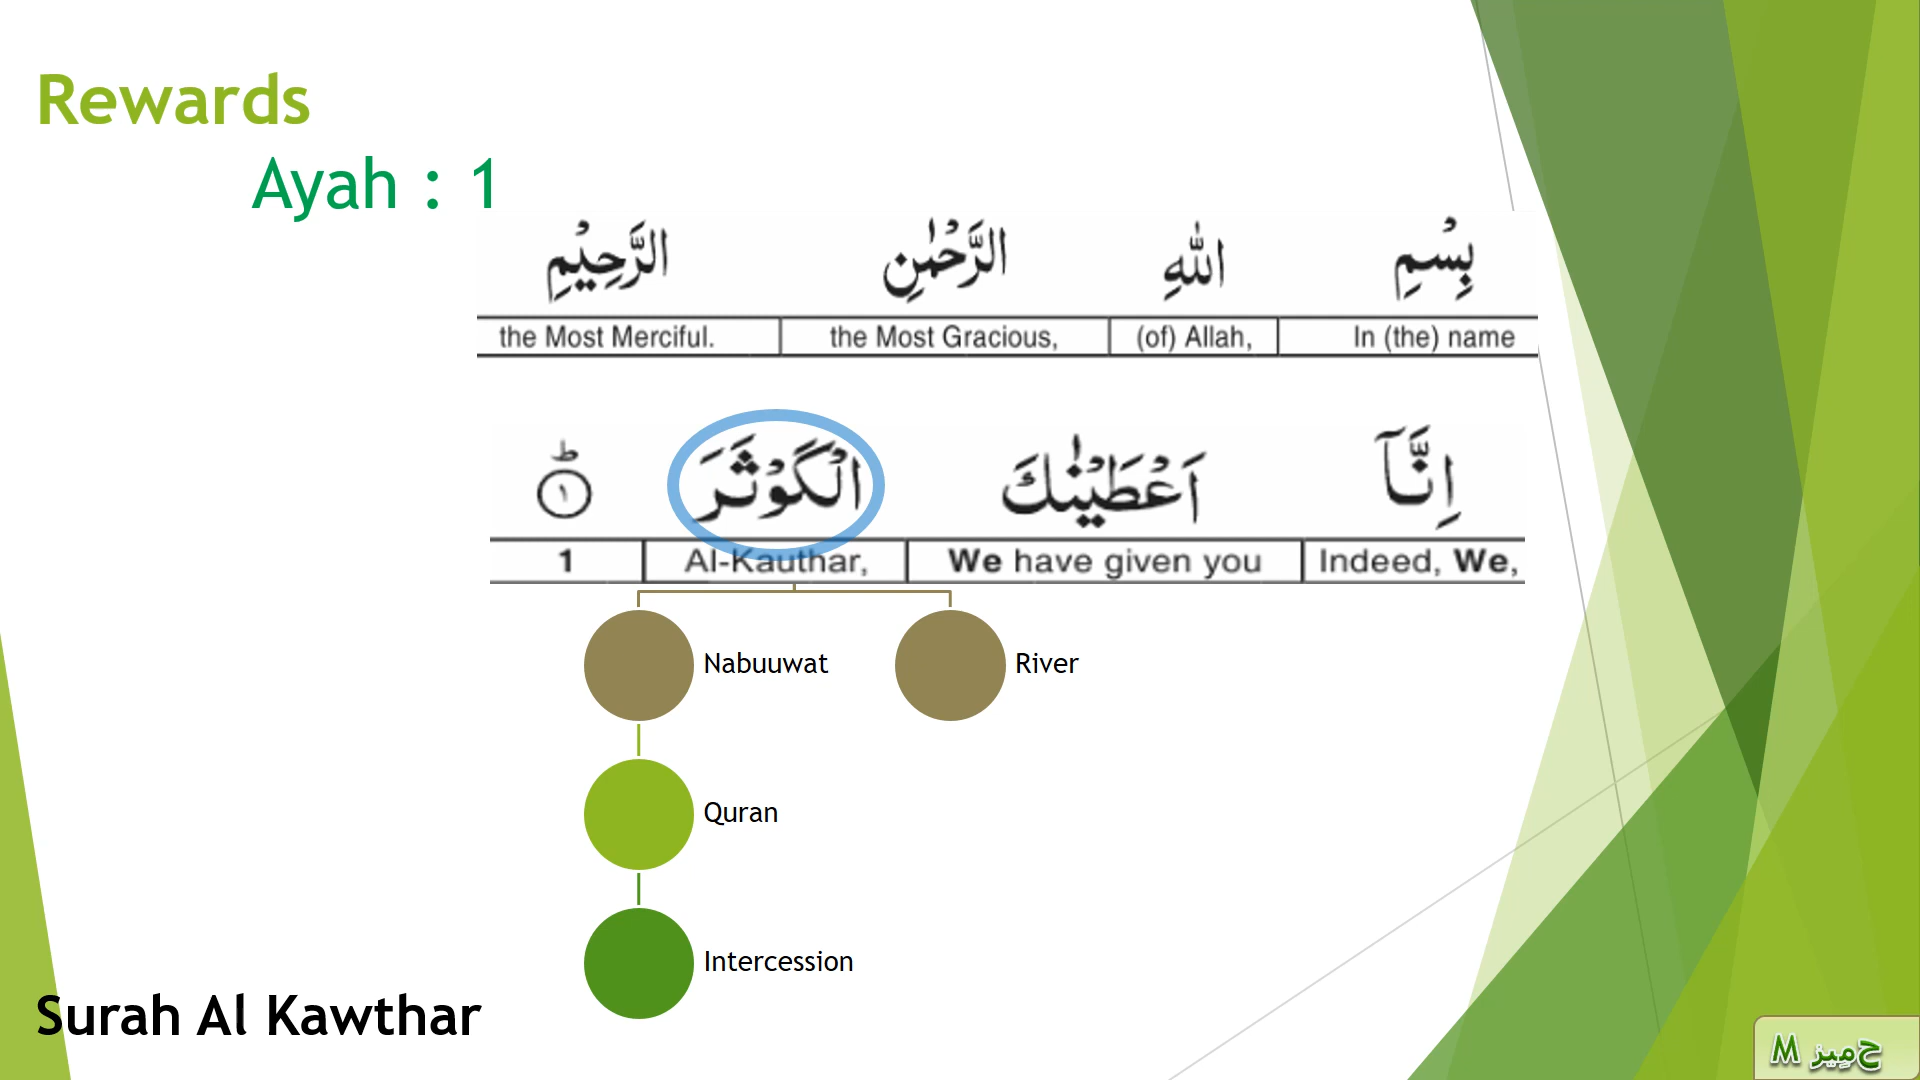 Rewards
Ayah : 1
بِسْمِ اللّٰهِ الرَّحْمٰنِ الرَّحِيْمِ
the Most Merciful. the Most Gracious, (of) Allah, In (the) name
اِنَّاۤ اَعْطَيْنٰكَ الْكَوْثَرَ ؕ ١
1 Al-Kauthar, We have given you Indeed, We,
Nabuuwat River
Quran
Intercession
Surah Al Kawthar